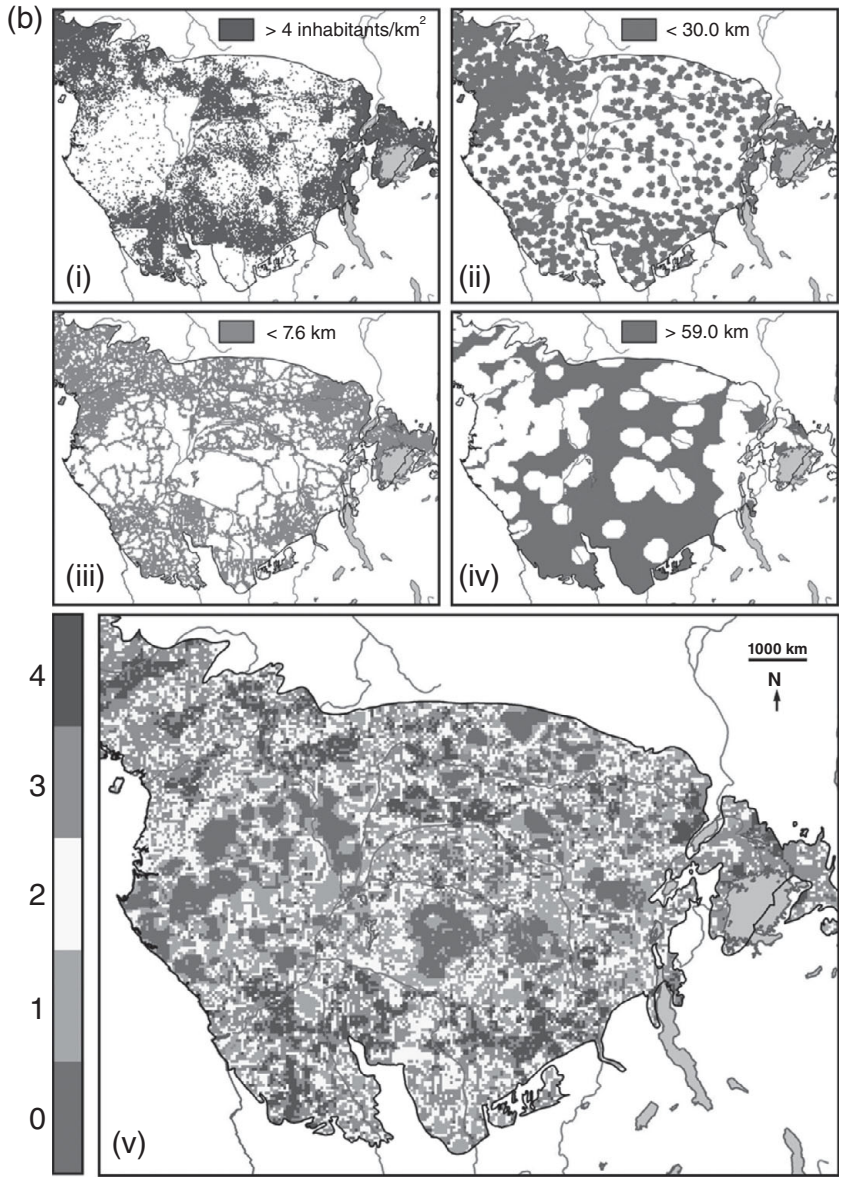 (b)
> 4 inhabitants/km²
(i)
< 30.0 km
(ii)
< 7.6 km
(iii)
> 59.0 km
(iv)
4
3
2
1
0
1000 km
N
(v)